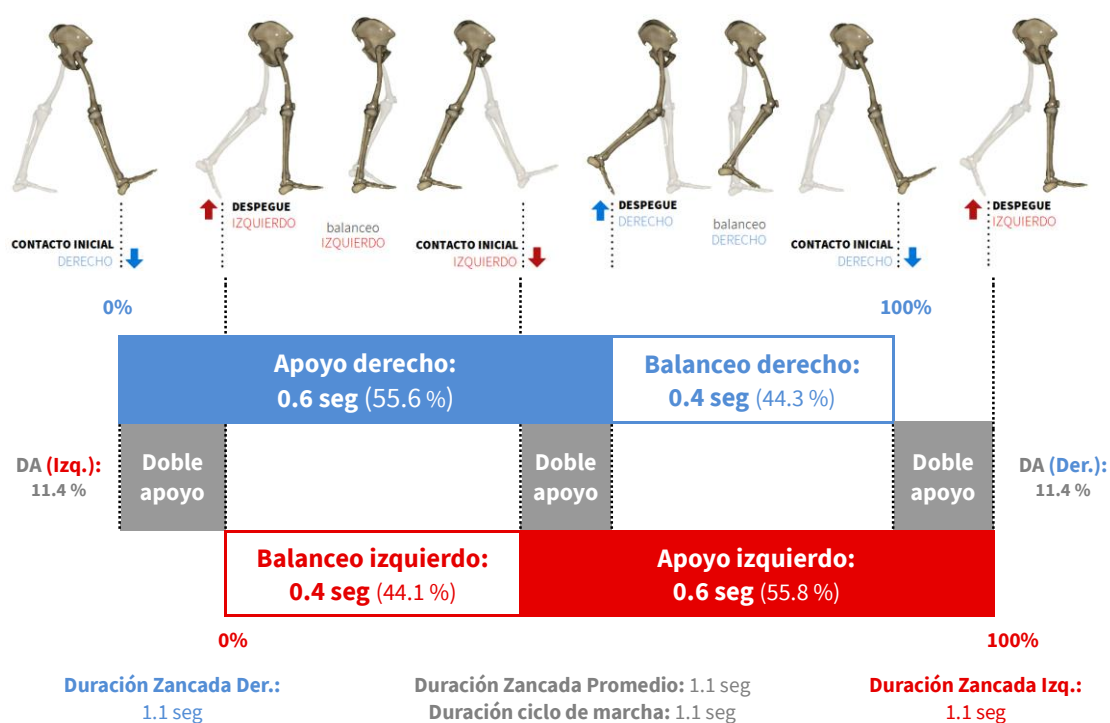 DESPEGUE
IZQUIERDO
balanceo
IZQUIERDO
DESPEGUE
DERECHO
balanceo
DERECHO
DESPEGUE
IZQUIERDO
CONTACTO INICIAL
DERECHO
CONTACTO INICIAL
IZQUIERDO
CONTACTO INICIAL
DERECHO
0%
100%
Apoyo derecho:
0.6 seg (55.6 %)
Balanceo derecho:
0.4 seg (44.3 %)
DA (Izq.):
11.4 %
Doble
apoyo
Doble
apoyo
Doble
apoyo
DA (Der.):
11.4 %
Balanceo izquierdo:
0.4 seg (44.1 %)
Apoyo izquierdo:
0.6 seg (55.8 %)
0%
100%
Duración Zancada Der.:
1.1 seg
Duración Zancada Promedio: 1.1 seg
Duración ciclo de marcha: 1.1 seg
Duración Zancada Izq.:
1.1 seg